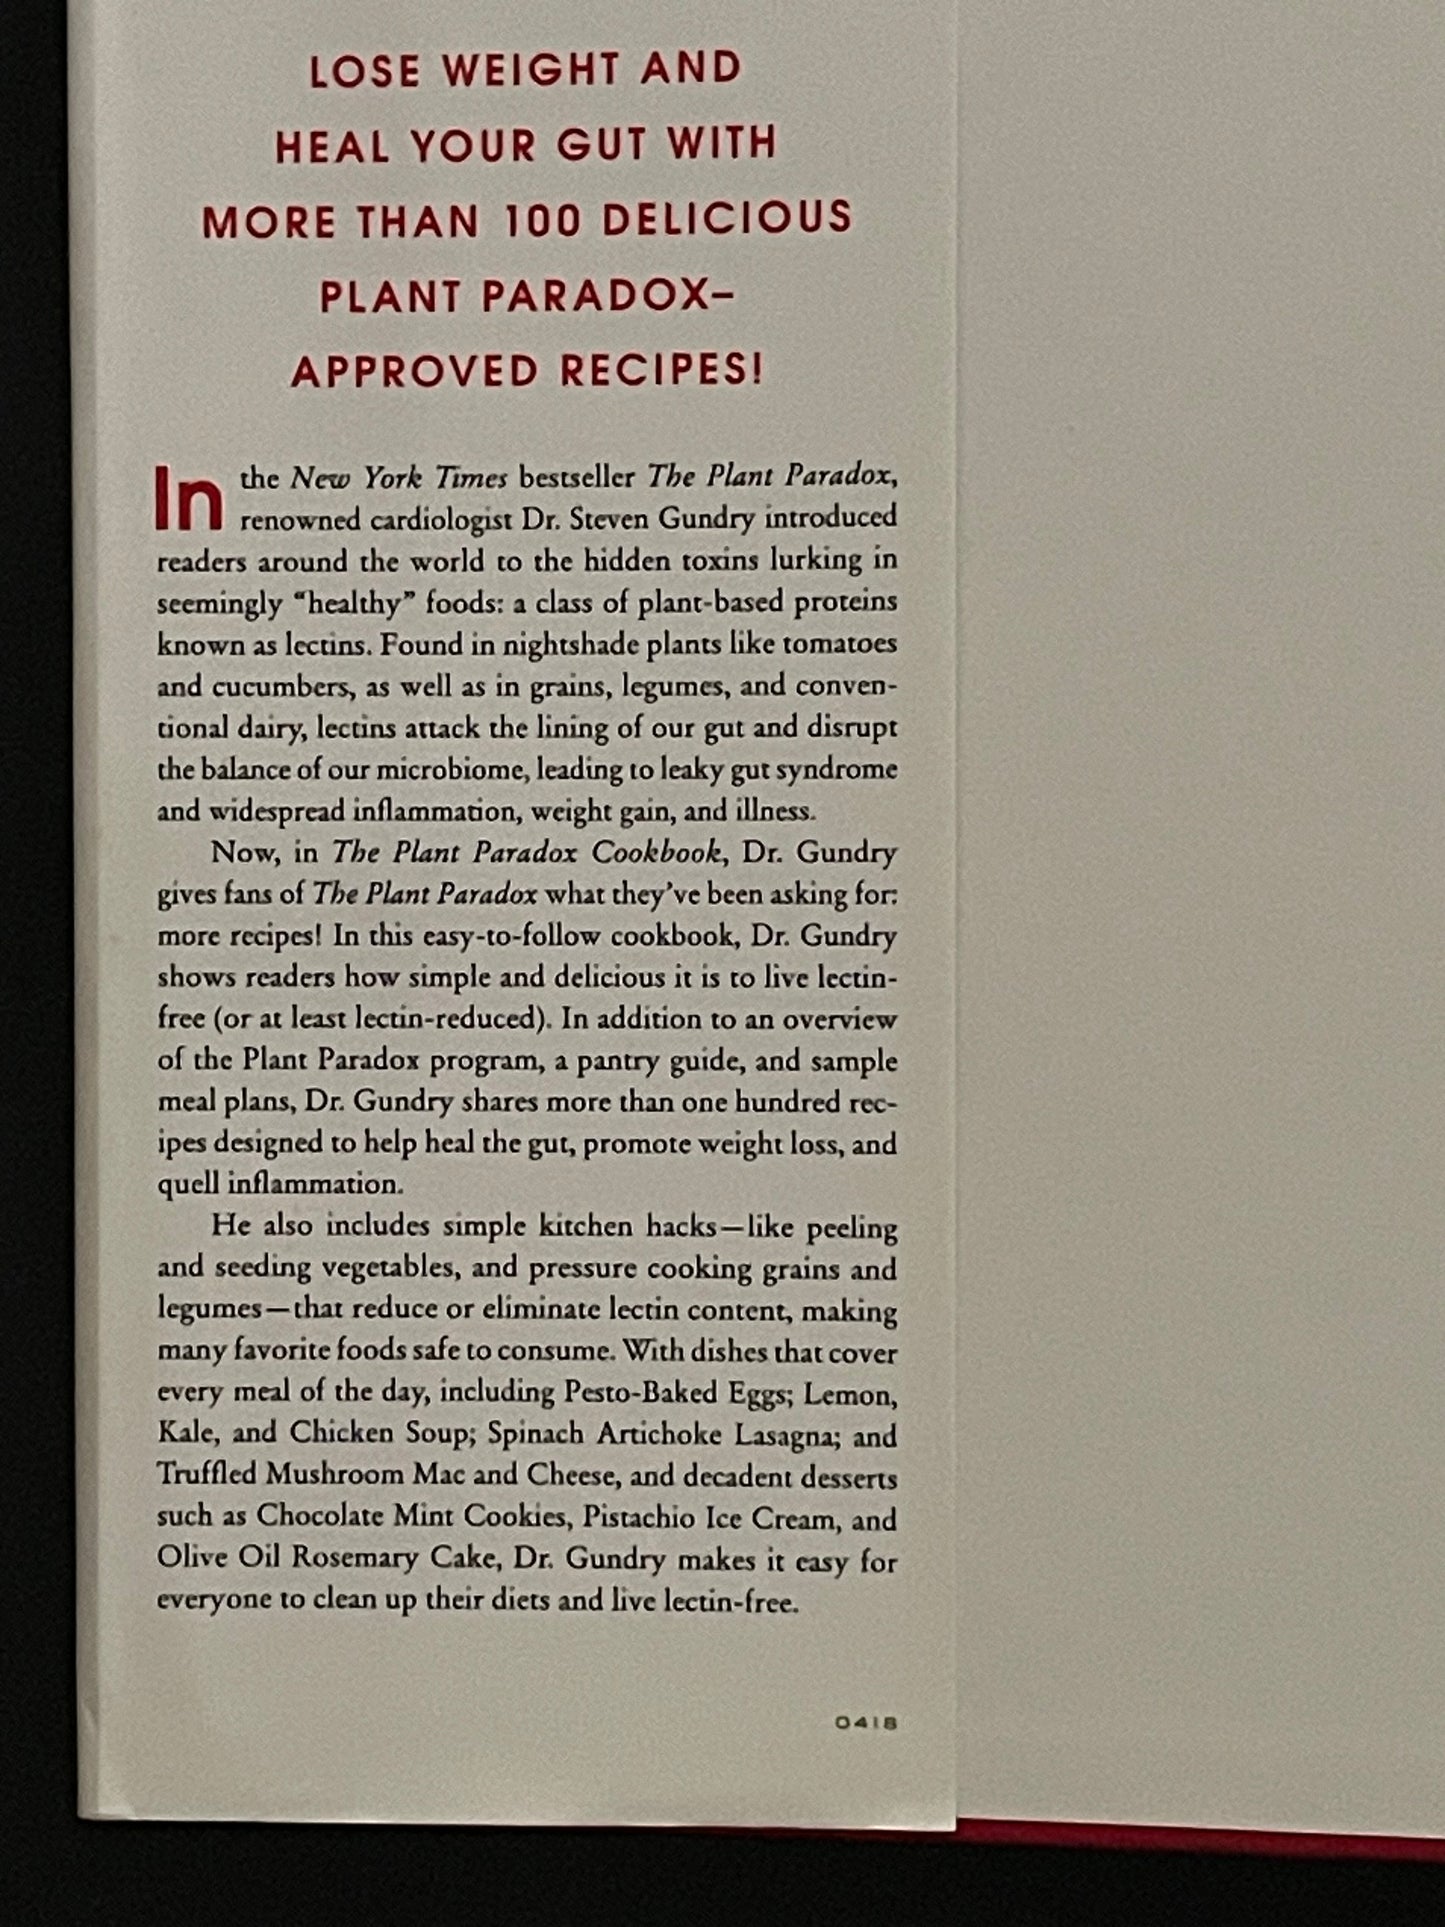 LOSE WEIGHT AND
HEAL YOUR GUT WITH
MORE THAN 100 DELICIOUS
PLANT PARADOX–
APPROVED RECIPES!
In the New York Times bestseller The Plant Paradox,
renowned cardiologist Dr. Steven Gundry introduced
readers around the world to the hidden toxins lurking in
seemingly “healthy” foods: a class of plant-based proteins
known as lectins. Found in nightshade plants like tomatoes
and cucumbers, as well as in grains, legumes, and conven-
tional dairy, lectins attack the lining of our gut and disrupt
the balance of our microbiome, leading to leaky gut syndrome
and widespread inflammation, weight gain, and illness.
Now, in The Plant Paradox Cookbook, Dr. Gundry
gives fans of The Plant Paradox what they’ve been asking for:
more recipes! In this easy-to-follow cookbook, Dr. Gundry
shows readers how simple and delicious it is to live lectin-
free (or at least lectin-reduced). In addition to an overview
of the Plant Paradox program, a pantry guide, and sample
meal plans, Dr. Gundry shares more than one hundred rec-
ipes designed to help heal the gut, promote weight loss, and
quell inflammation.
He also includes simple kitchen hacks—like peeling
and seeding vegetables, and pressure cooking grains and
legumes—that reduce or eliminate lectin content, making
many favorite foods safe to consume. With dishes that cover
every meal of the day, including Pesto-Baked Eggs; Lemon,
Kale, and Chicken Soup; Spinach Artichoke Lasagna; and
Truffled Mushroom Mac and Cheese, and decadent desserts
such as Chocolate Mint Cookies, Pistachio Ice Cream, and
Olive Oil Rosemary Cake, Dr. Gundry makes it easy for
everyone to clean up their diets and live lectin-free.
0418